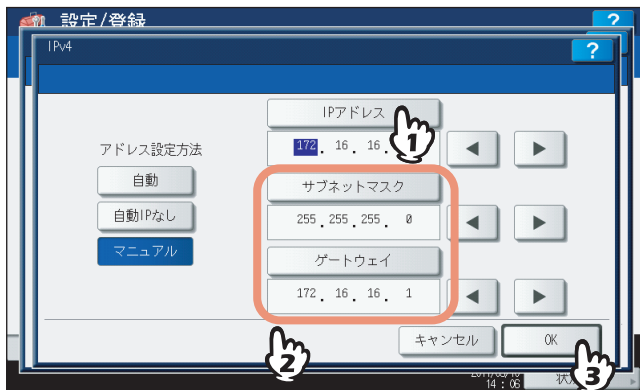 設定/登録
?
IPv4
?
IPアドレス
172. 16. 16.
1
アドレス設定方法
自動
サブネットマスク
自動IPなし
255.255.255. 0
マニュアル
ゲートウェイ
172. 16. 16. 1
2
キャンセル
OK
14:06
3